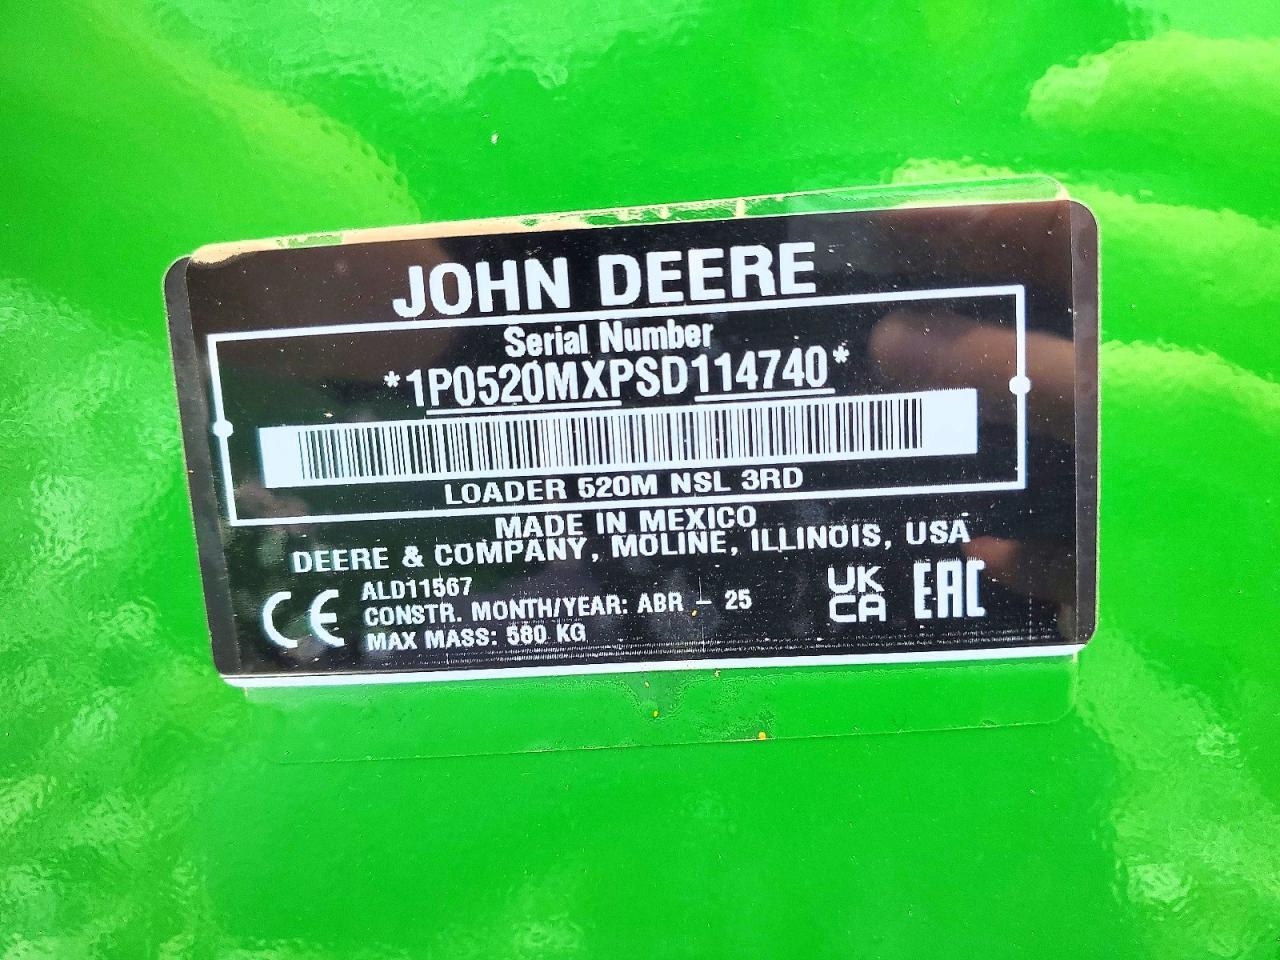 JOHN DEERE
Serial Number
*1P0520MXPSD114740*
LOADER 520M NSL 3RD
MADE IN MEXICO
DEERE & COMPANY, MOLINE, ILLINOIS, USA
CE
ALD11567
CONSTR. MONTH/YEAR: ABR - 25
MAX MASS: 580 KG
UK
CA
EAC